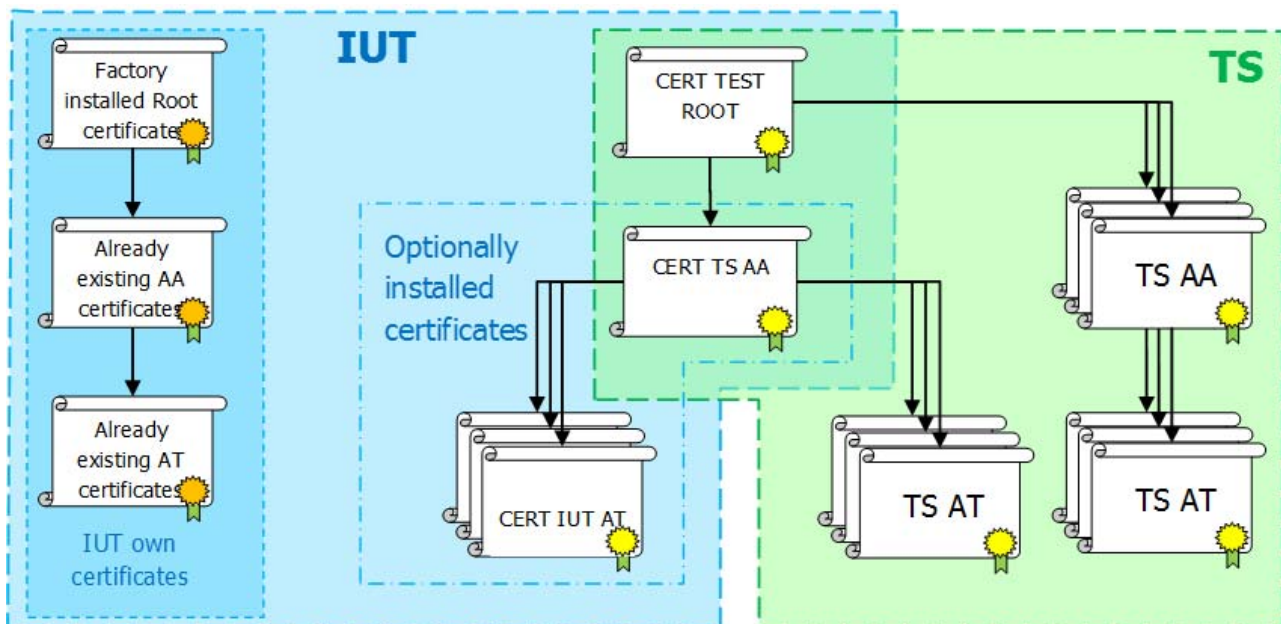 IUT
TS
Factory
installed Root
certificates
CERT TEST
ROOT
Already
existing AA
certificates
Optionally
installed
certificates
CERT TS AA
TS AA
Already
existing AT
certificates
CERT IUT AT
TS AT
TS AT
IUT own
certificates